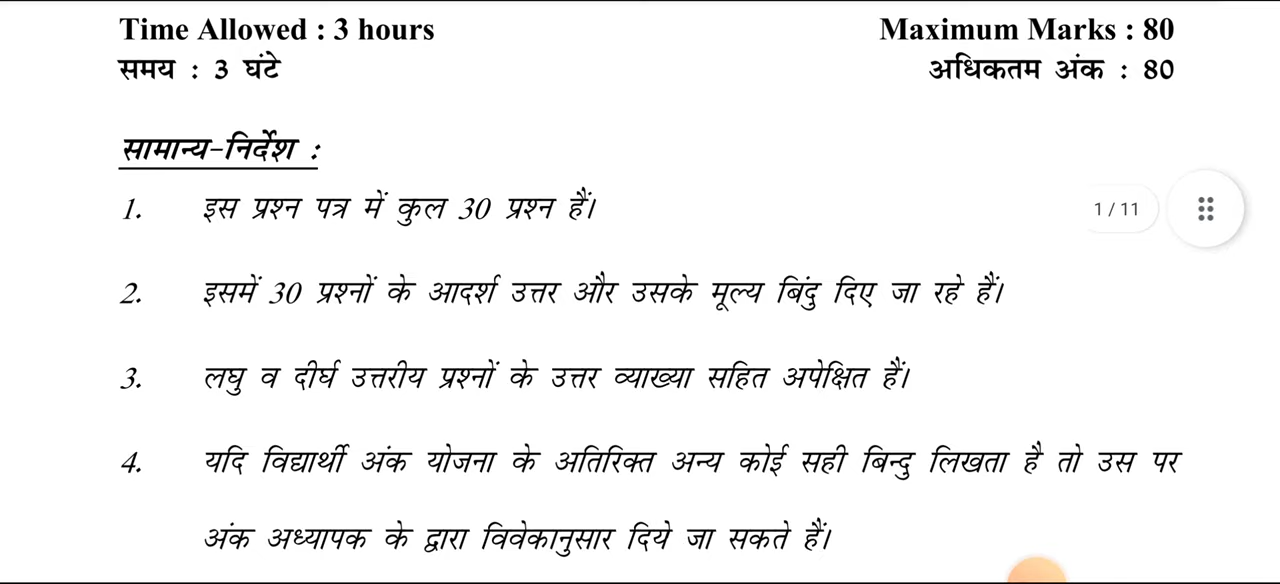 Time Allowed : 3 hours Maximum Marks : 80
समय : 3 घंटे अधिकतम अंक : 80
सामान्य-निर्देश :
1. इस प्रश्न पत्र में कुल 30 प्रश्न हैं।
1 / 11
2. इसमें 30 प्रश्नों के आदर्श उत्तर और उसके मूल्य बिंदु दिए जा रहे हैं।
3. लघु व दीर्घ उत्तरीय प्रश्नों के उत्तर व्याख्या सहित अपेक्षित हैं।
4. यदि विद्यार्थी अंक योजना के अतिरिक्त अन्य कोई सही बिन्दु लिखता है तो उस पर
अंक अध्यापक के द्वारा विवेकानुसार दिये जा सकते हैं।